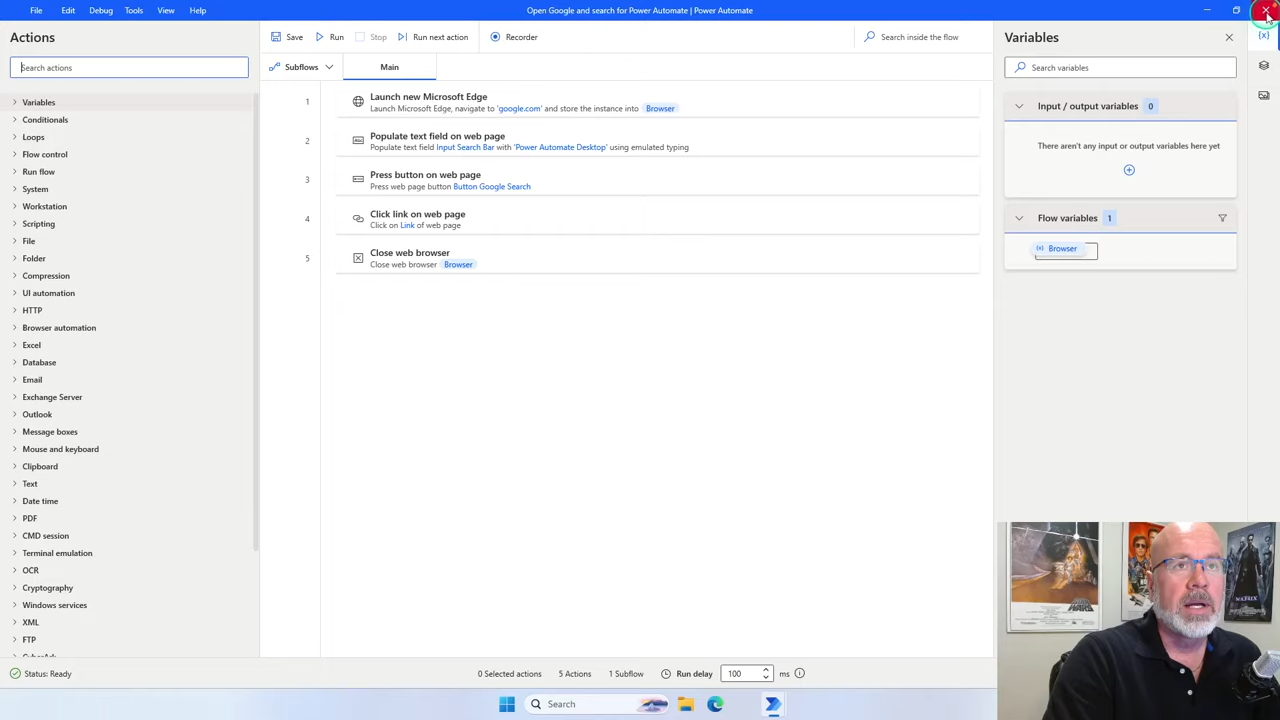 File Edit Debug Tools View Help
Open Google and search for Power Automate | Power Automate
Actions
Search actions
Variables
Conditionals
Loops
Flow control
Run flow
System
Workstation
Scripting
File
Folder
Compression
UI automation
HTTP
Browser automation
Excel
Database
Email
Exchange Server
Outlook
Message boxes
Mouse and keyboard
Clipboard
Text
Date time
PDF
CMD session
Terminal emulation
OCR
Cryptography
Windows services
XML
FTP
Save Run Stop Run next action Recorder Search inside the flow
Subflows Main
1 Launch new Microsoft Edge
Launch Microsoft Edge, navigate to 'google.com' and store the instance into Browser
2 Populate text field on web page
Populate text field Input Search Bar with 'Power Automate Desktop' using emulated typing
3 Press button on web page
Press web page button Button Google Search
4 Click link on web page
Click on Link of web page
5 Close web browser
Close web browser Browser
Variables
{x}
Search variables
Input / output variables 0
There aren't any input or output variables here yet
Flow variables 1
(x) Browser
STAR WARS
MATRIX
Status: Ready 0 Selected actions 5 Actions 1 Subflow Run delay 100 ms
Search